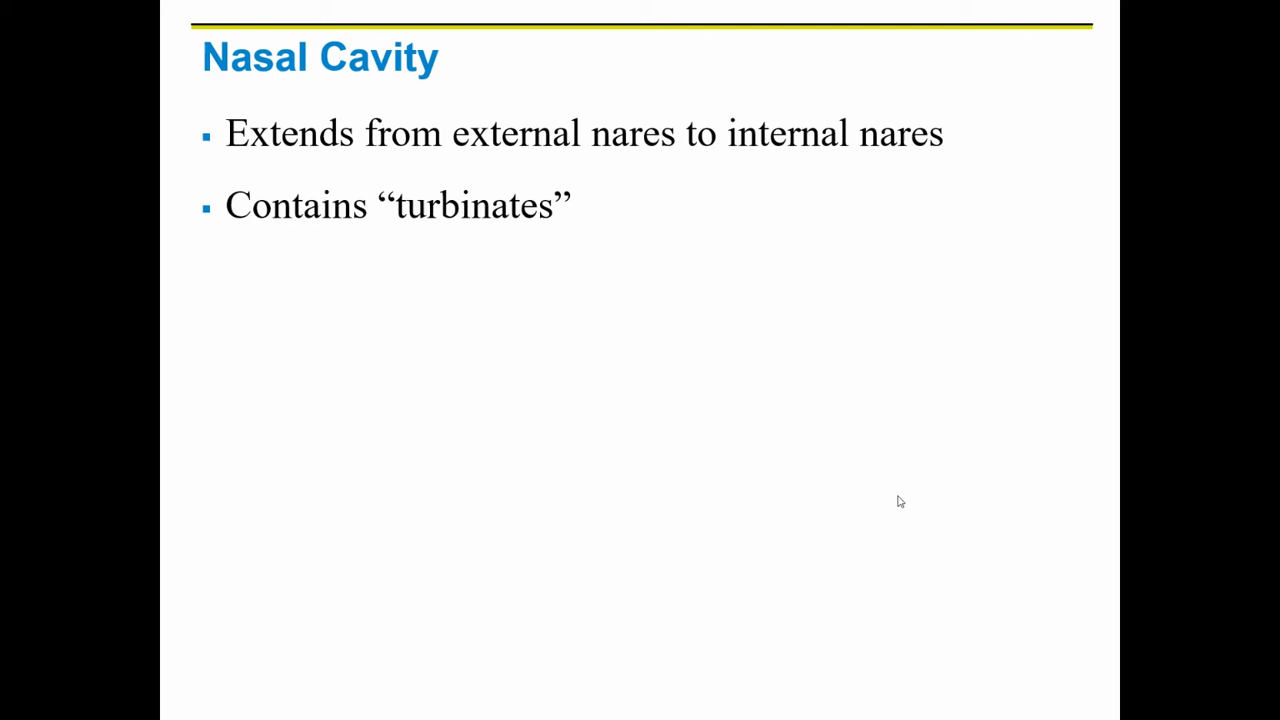 Nasal Cavity
▪ Extends from external nares to internal nares
▪ Contains “turbinates”